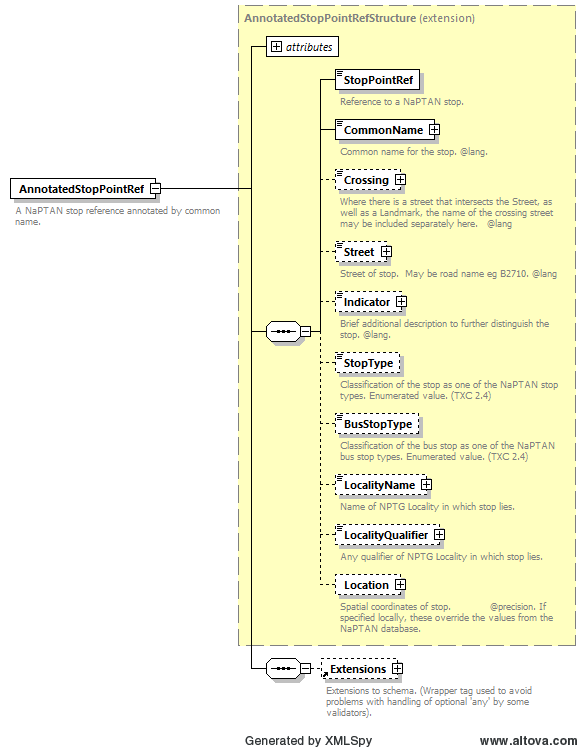 AnnotatedStopPointRefStructure (extension)
attributes
StopPointRef
Reference to a NaPTAN stop.
CommonName
Common name for the stop. @lang.
Crossing
Where there is a street that intersects the Street, as
well as a Landmark, the name of the crossing street
may be included separately here. @lang
AnnotatedStopPointRef
A NaPTAN stop reference annotated by common
name.
Street
Street of stop. May be road name eg B2710. @lang
Indicator
Brief additional description to further distinguish the
stop. @lang.
StopType
Classification of the stop as one of the NaPTAN stop
types. Enumerated value. (TXC 2.4)
BusStopType
Classification of the bus stop as one of the NaPTAN
bus stop types. Enumerated value. (TXC 2.4)
LocalityName
Name of NPTG Locality in which stop lies.
LocalityQualifier
Any qualifier of NPTG Locality in which stop lies.
Location
Spatial coordinates of stop. @precision. If
specified locally, these override the values from the
NaPTAN database.
Extensions
Extensions to schema. (Wrapper tag used to avoid
problems with handling of optional 'any' by some
validators).
Generated by XMLSpy www.altova.com